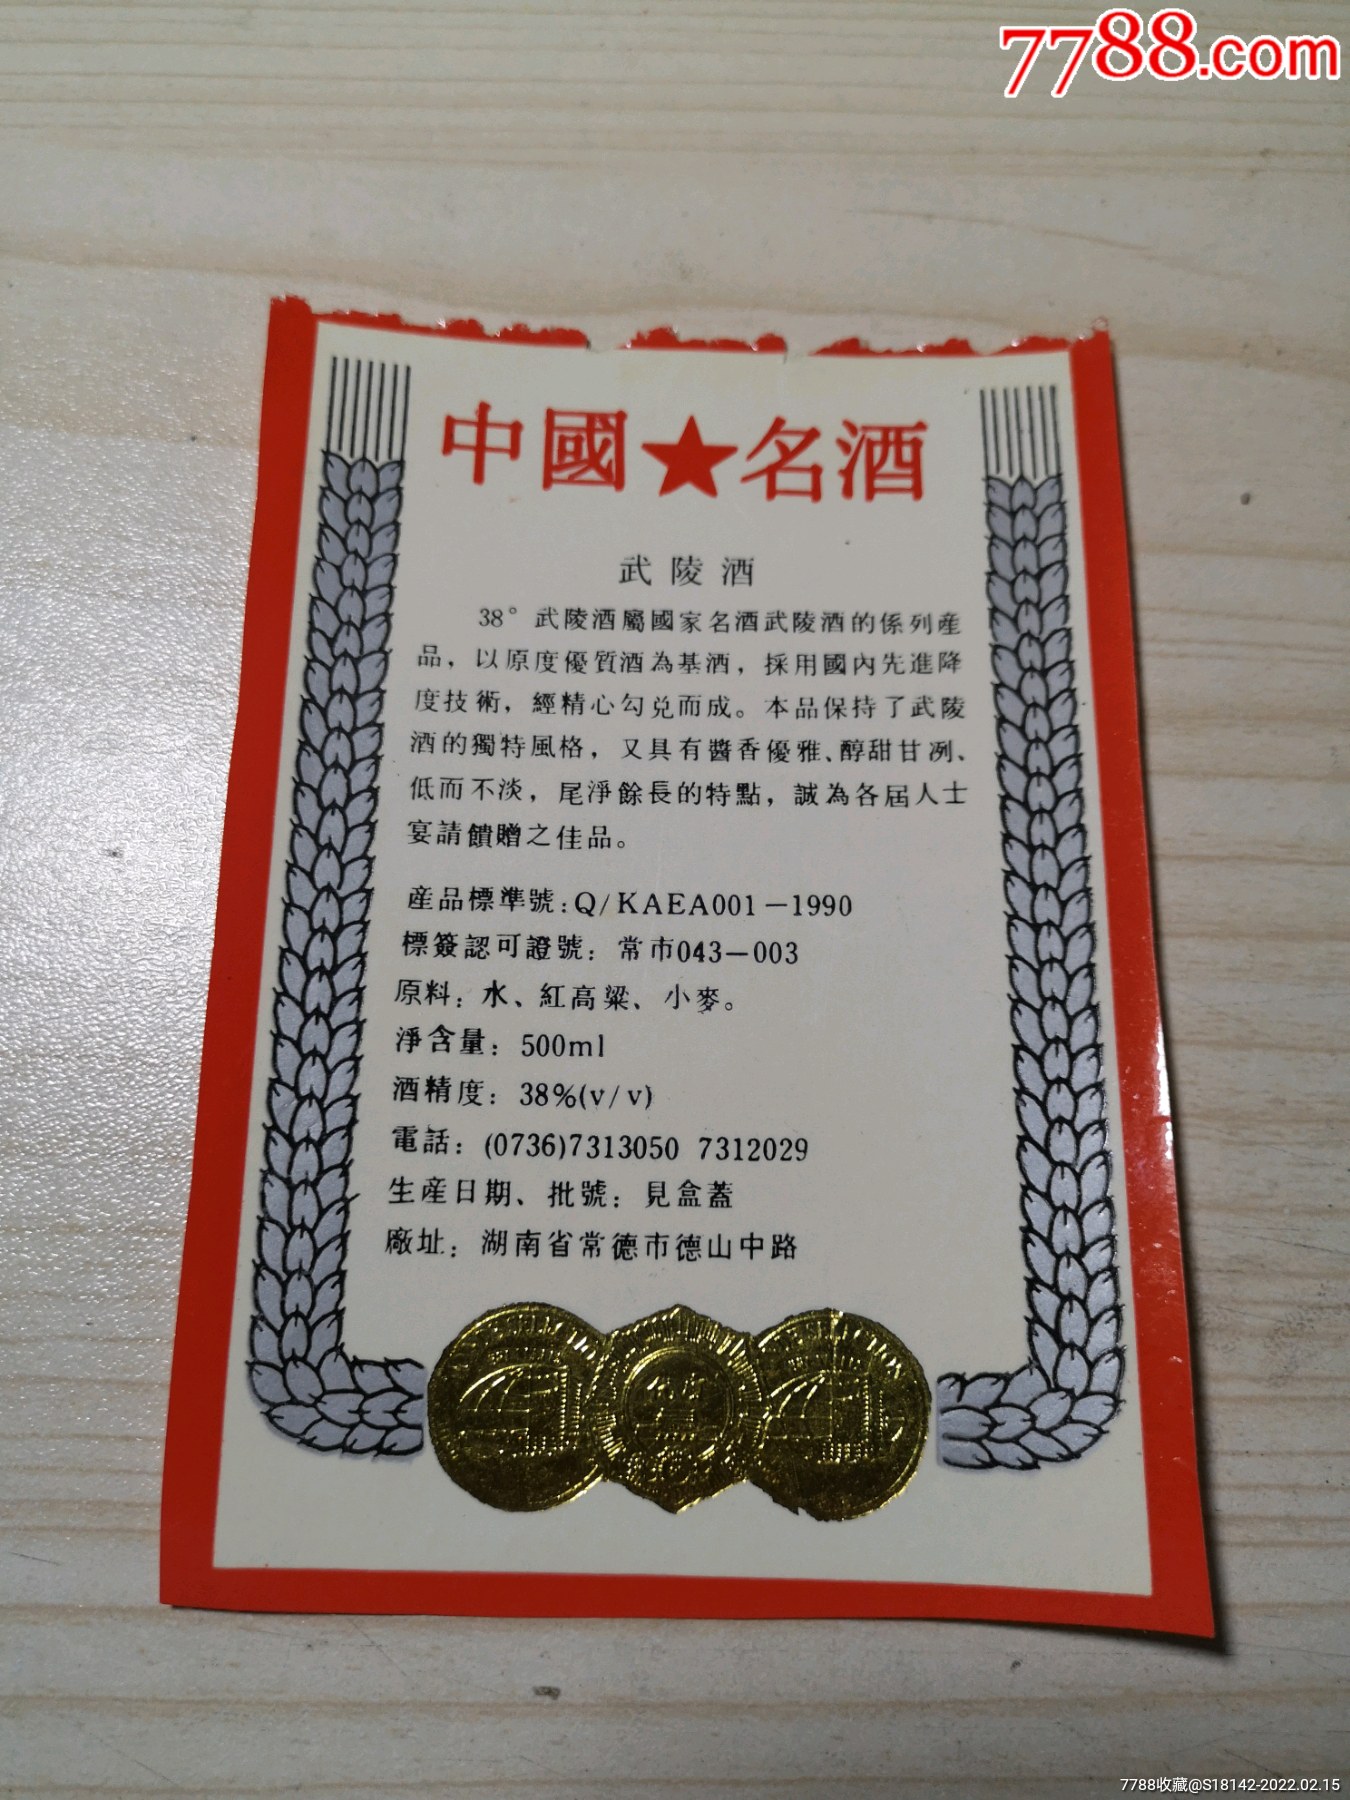 7788.com
中國★名酒
武陵酒
38°武陵酒屬國家名酒武陵酒的係列産
品，以原度優質酒為基酒，採用國內先進降
度技術，經精心勾兑而成。本品保持了武陵
酒的獨特風格，又具有醬香優雅、醇甜甘冽、
低而不淡，尾淨餘長的特點，誠為各屆人士
宴請饋贈之佳品。
産品標準號：Q/KAEA001－1990
標簽認可證號：常市043－003
原料：水、紅高粱、小麥。
淨含量：500ml
酒精度：38%(v/v)
電話：(0736)7313050 7312029
生産日期、批號：見盒蓋
廠址：湖南省常德市德山中路
7788收藏@S18142-2022.02.15